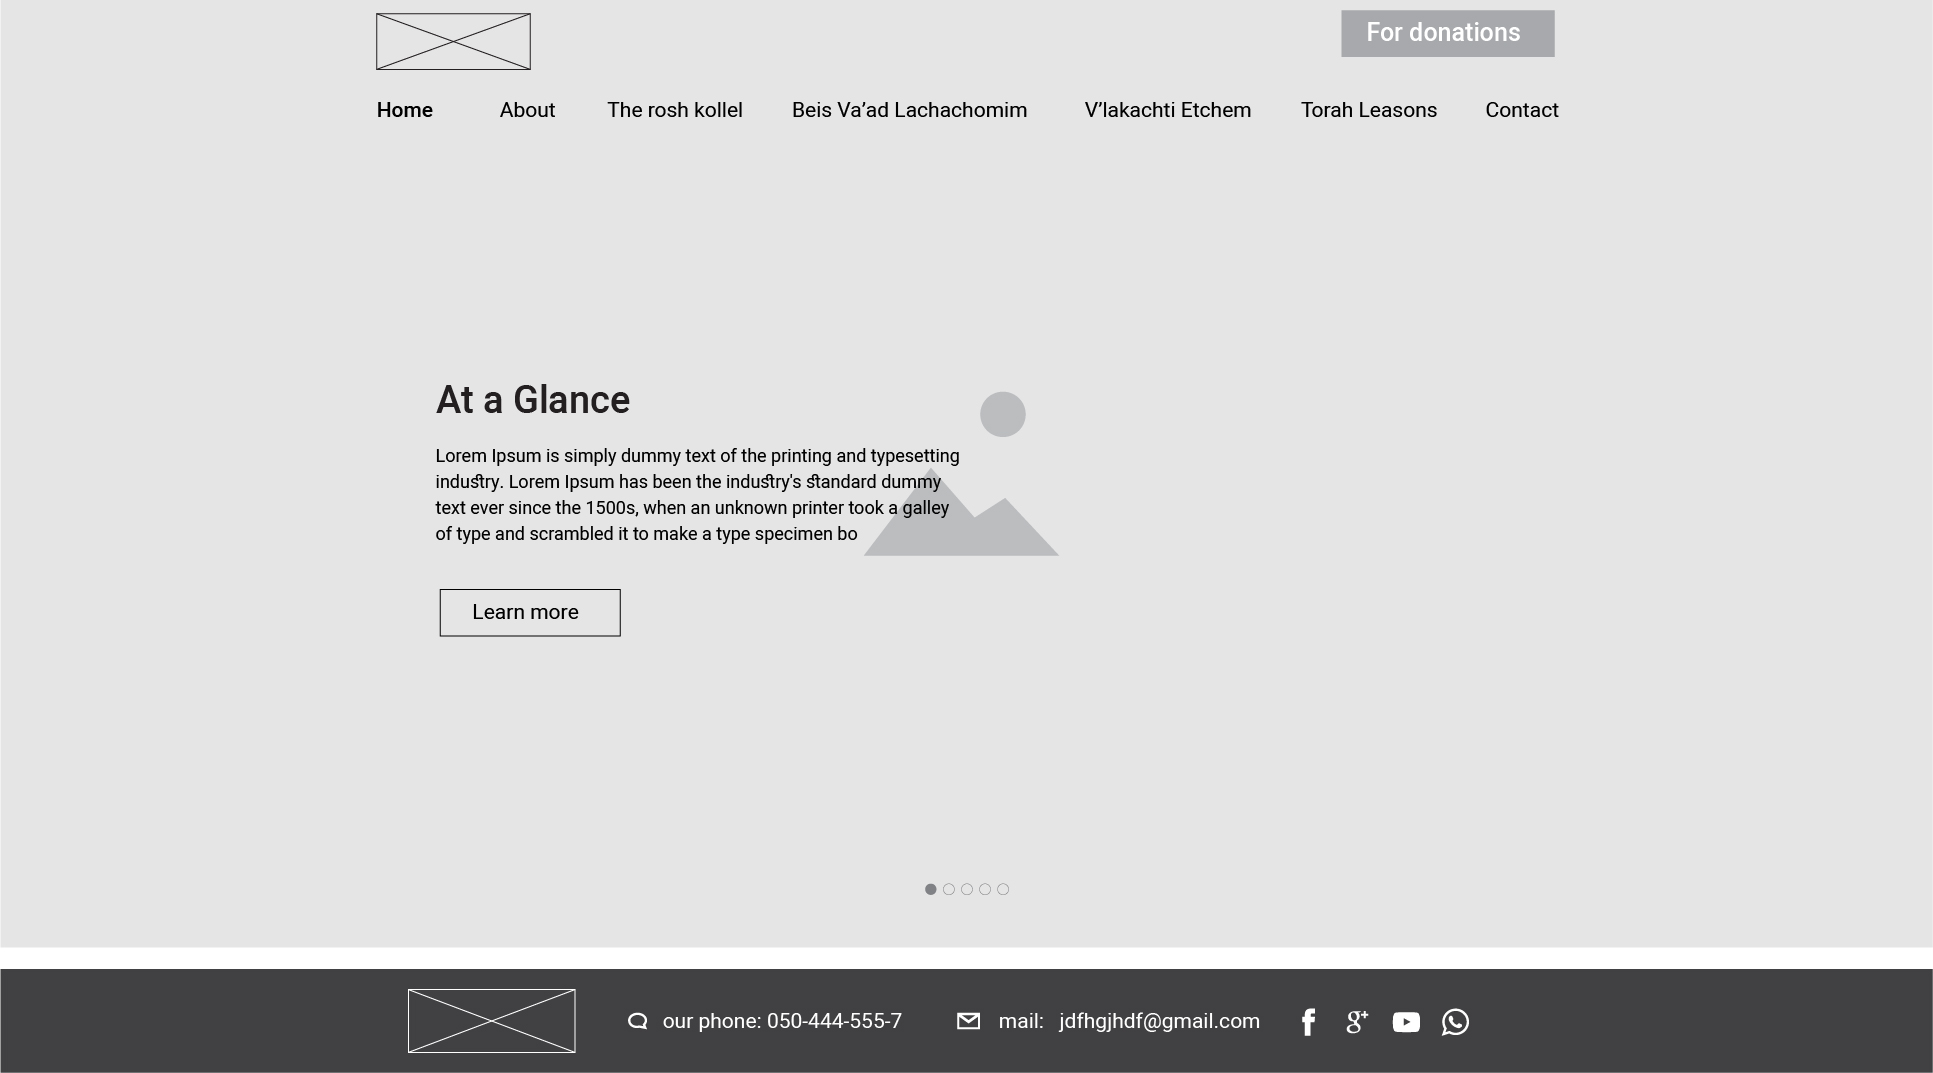 For donations
Home About The rosh kollel Beis Va’ad Lachachomim V’lakachti Etchem Torah Leasons Contact
At a Glance
Lorem Ipsum is simply dummy text of the printing and typesetting
industry. Lorem Ipsum has been the industry's standard dummy
text ever since the 1500s, when an unknown printer took a galley
of type and scrambled it to make a type specimen bo
Learn more
our phone: 050-444-555-7 mail: jdfhgjhdf@gmail.com